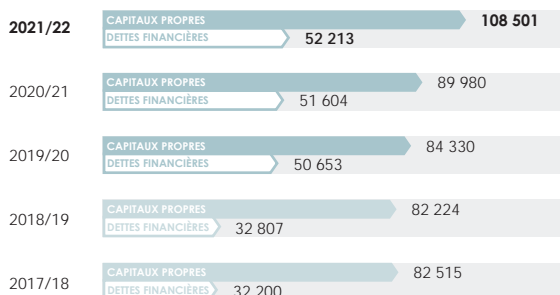 2021/22 CAPITAUX PROPRES 108 501
DETTES FINANCIÈRES 52 213
2020/21 CAPITAUX PROPRES 89 980
DETTES FINANCIÈRES 51 604
2019/20 CAPITAUX PROPRES 84 330
DETTES FINANCIÈRES 50 653
2018/19 CAPITAUX PROPRES 82 224
DETTES FINANCIÈRES 32 807
2017/18 CAPITAUX PROPRES 82 515
DETTES FINANCIÈRES 32 200